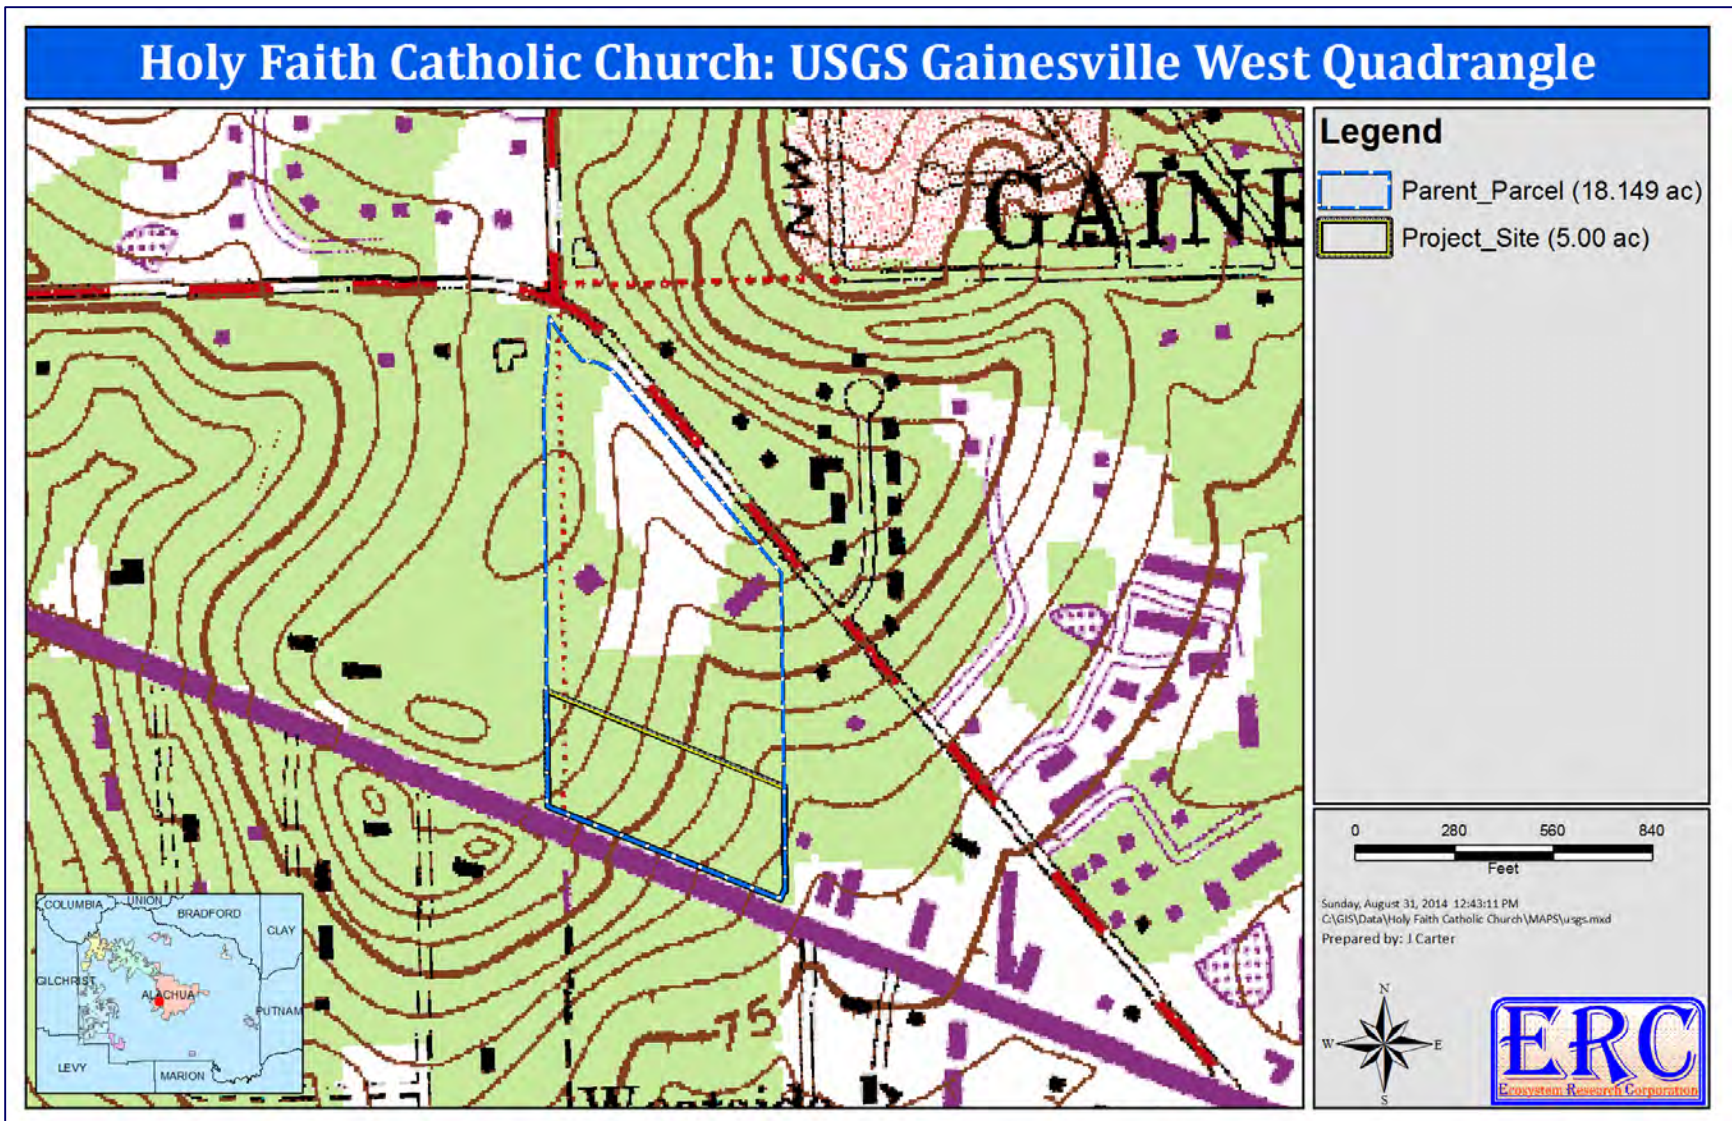 Holy Faith Catholic Church: USGS Gainesville West Quadrangle
Legend
Parent_Parcel (18.149 ac)
Project_Site (5.00 ac)
NW
GAINE
75
COLUMBIA
UNION
BRADFORD
CLAY
GILCHRIST
ALACHUA
PUTNAM
LEVY
MARION
0 280 560 840
Feet
Sunday, August 31, 2014 12:43:11 PM
C:\GIS\Data\Holy Faith Catholic Church\MAPS\usgs.mxd
Prepared by: J Carter
N
W E
S
ERC
Ecosystem Research Corporation